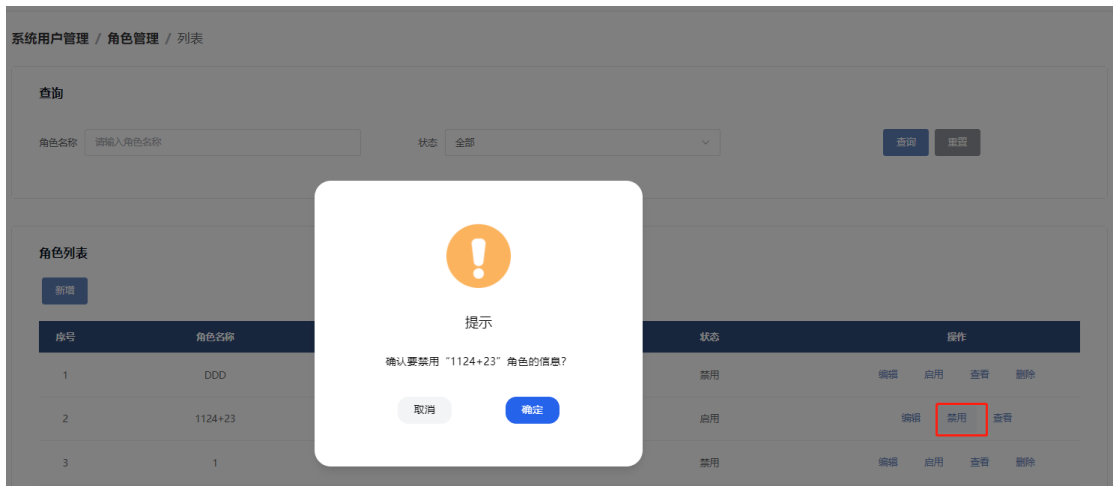 系统用户管理 / 角色管理 / 列表
查询
角色名称 请输入角色名称 状态 全部 查询 重置
角色列表
新增
提示
确认要禁用“1124+23”角色的信息?
取消 确定
序号 角色名称 状态 操作
1 DDD 禁用 编辑 启用 查看 删除
2 1124+23 启用 编辑 禁用 查看
3 1 禁用 编辑 启用 查看 删除